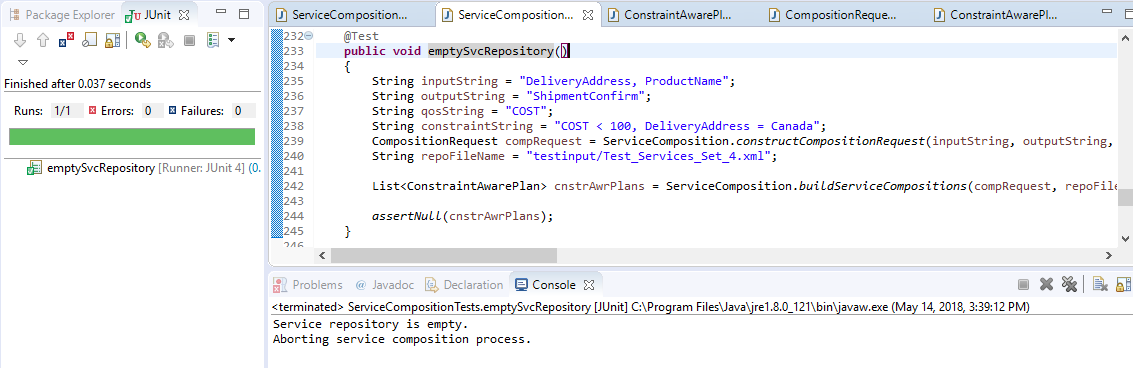 Package Explorer JUnit
Finished after 0.037 seconds
Runs: 1/1 Errors: 0 Failures: 0
emptySvcRepository [Runner: JUnit 4] (0.
ServiceComposition... ServiceComposition... ConstraintAwarePl... CompositionReque... ConstraintAwarePl...
232 @Test
233 public void emptySvcRepository()
234 {
235 String inputString = "DeliveryAddress, ProductName";
236 String outputString = "ShipmentConfirm";
237 String qosString = "COST";
238 String constraintString = "COST < 100, DeliveryAddress = Canada";
239 CompositionRequest compRequest = ServiceComposition.constructCompositionRequest(inputString, outputString,
240 String repoFileName = "testinput/Test_Services_Set_4.xml";
241
242 List<ConstraintAwarePlan> cnstrAwrPlans = ServiceComposition.buildServiceCompositions(compRequest, repoFile
243
244 assertNull(cnstrAwrPlans);
245 }
246
Problems @ Javadoc Declaration Console
<terminated> ServiceCompositionTests.emptySvcRepository [JUnit] C:\Program Files\Java\jre1.8.0_121\bin\javaw.exe (May 14, 2018, 3:39:12 PM)
Service repository is empty.
Aborting service composition process.